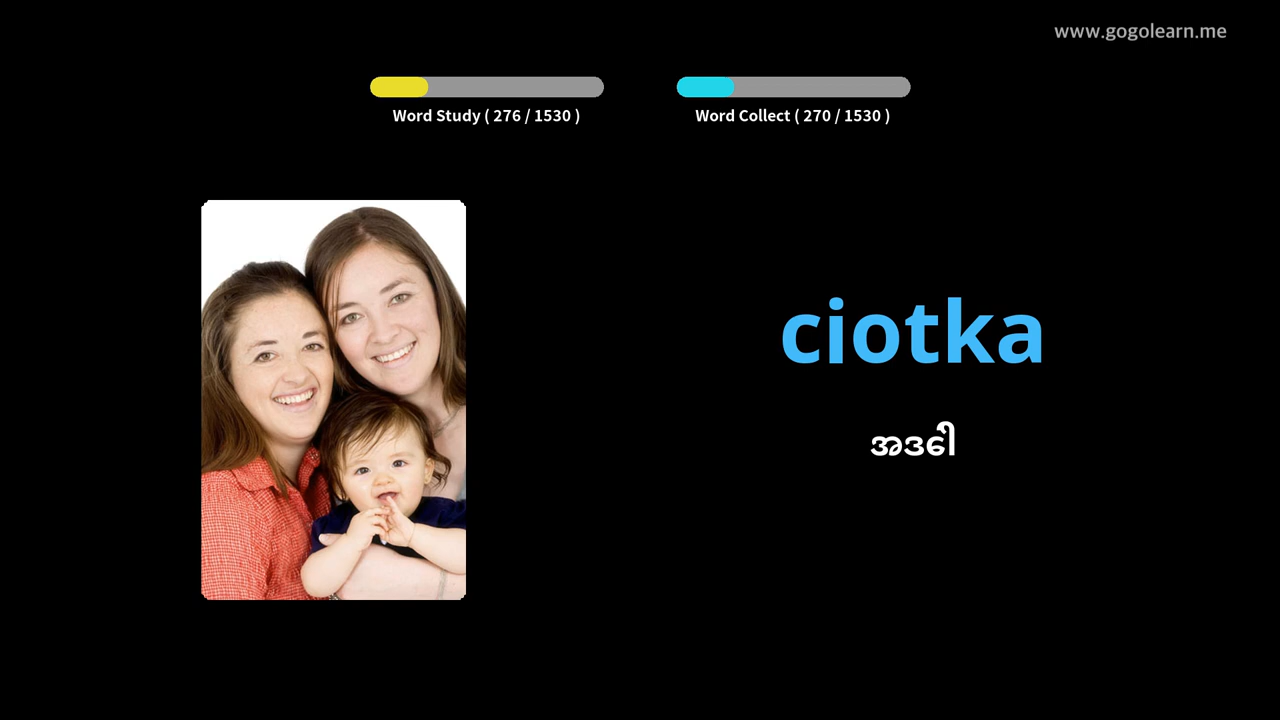 www.gogolearn.me
Word Study ( 276 / 1530 )
Word Collect ( 270 / 1530 )
ciotka
အဒေါ်